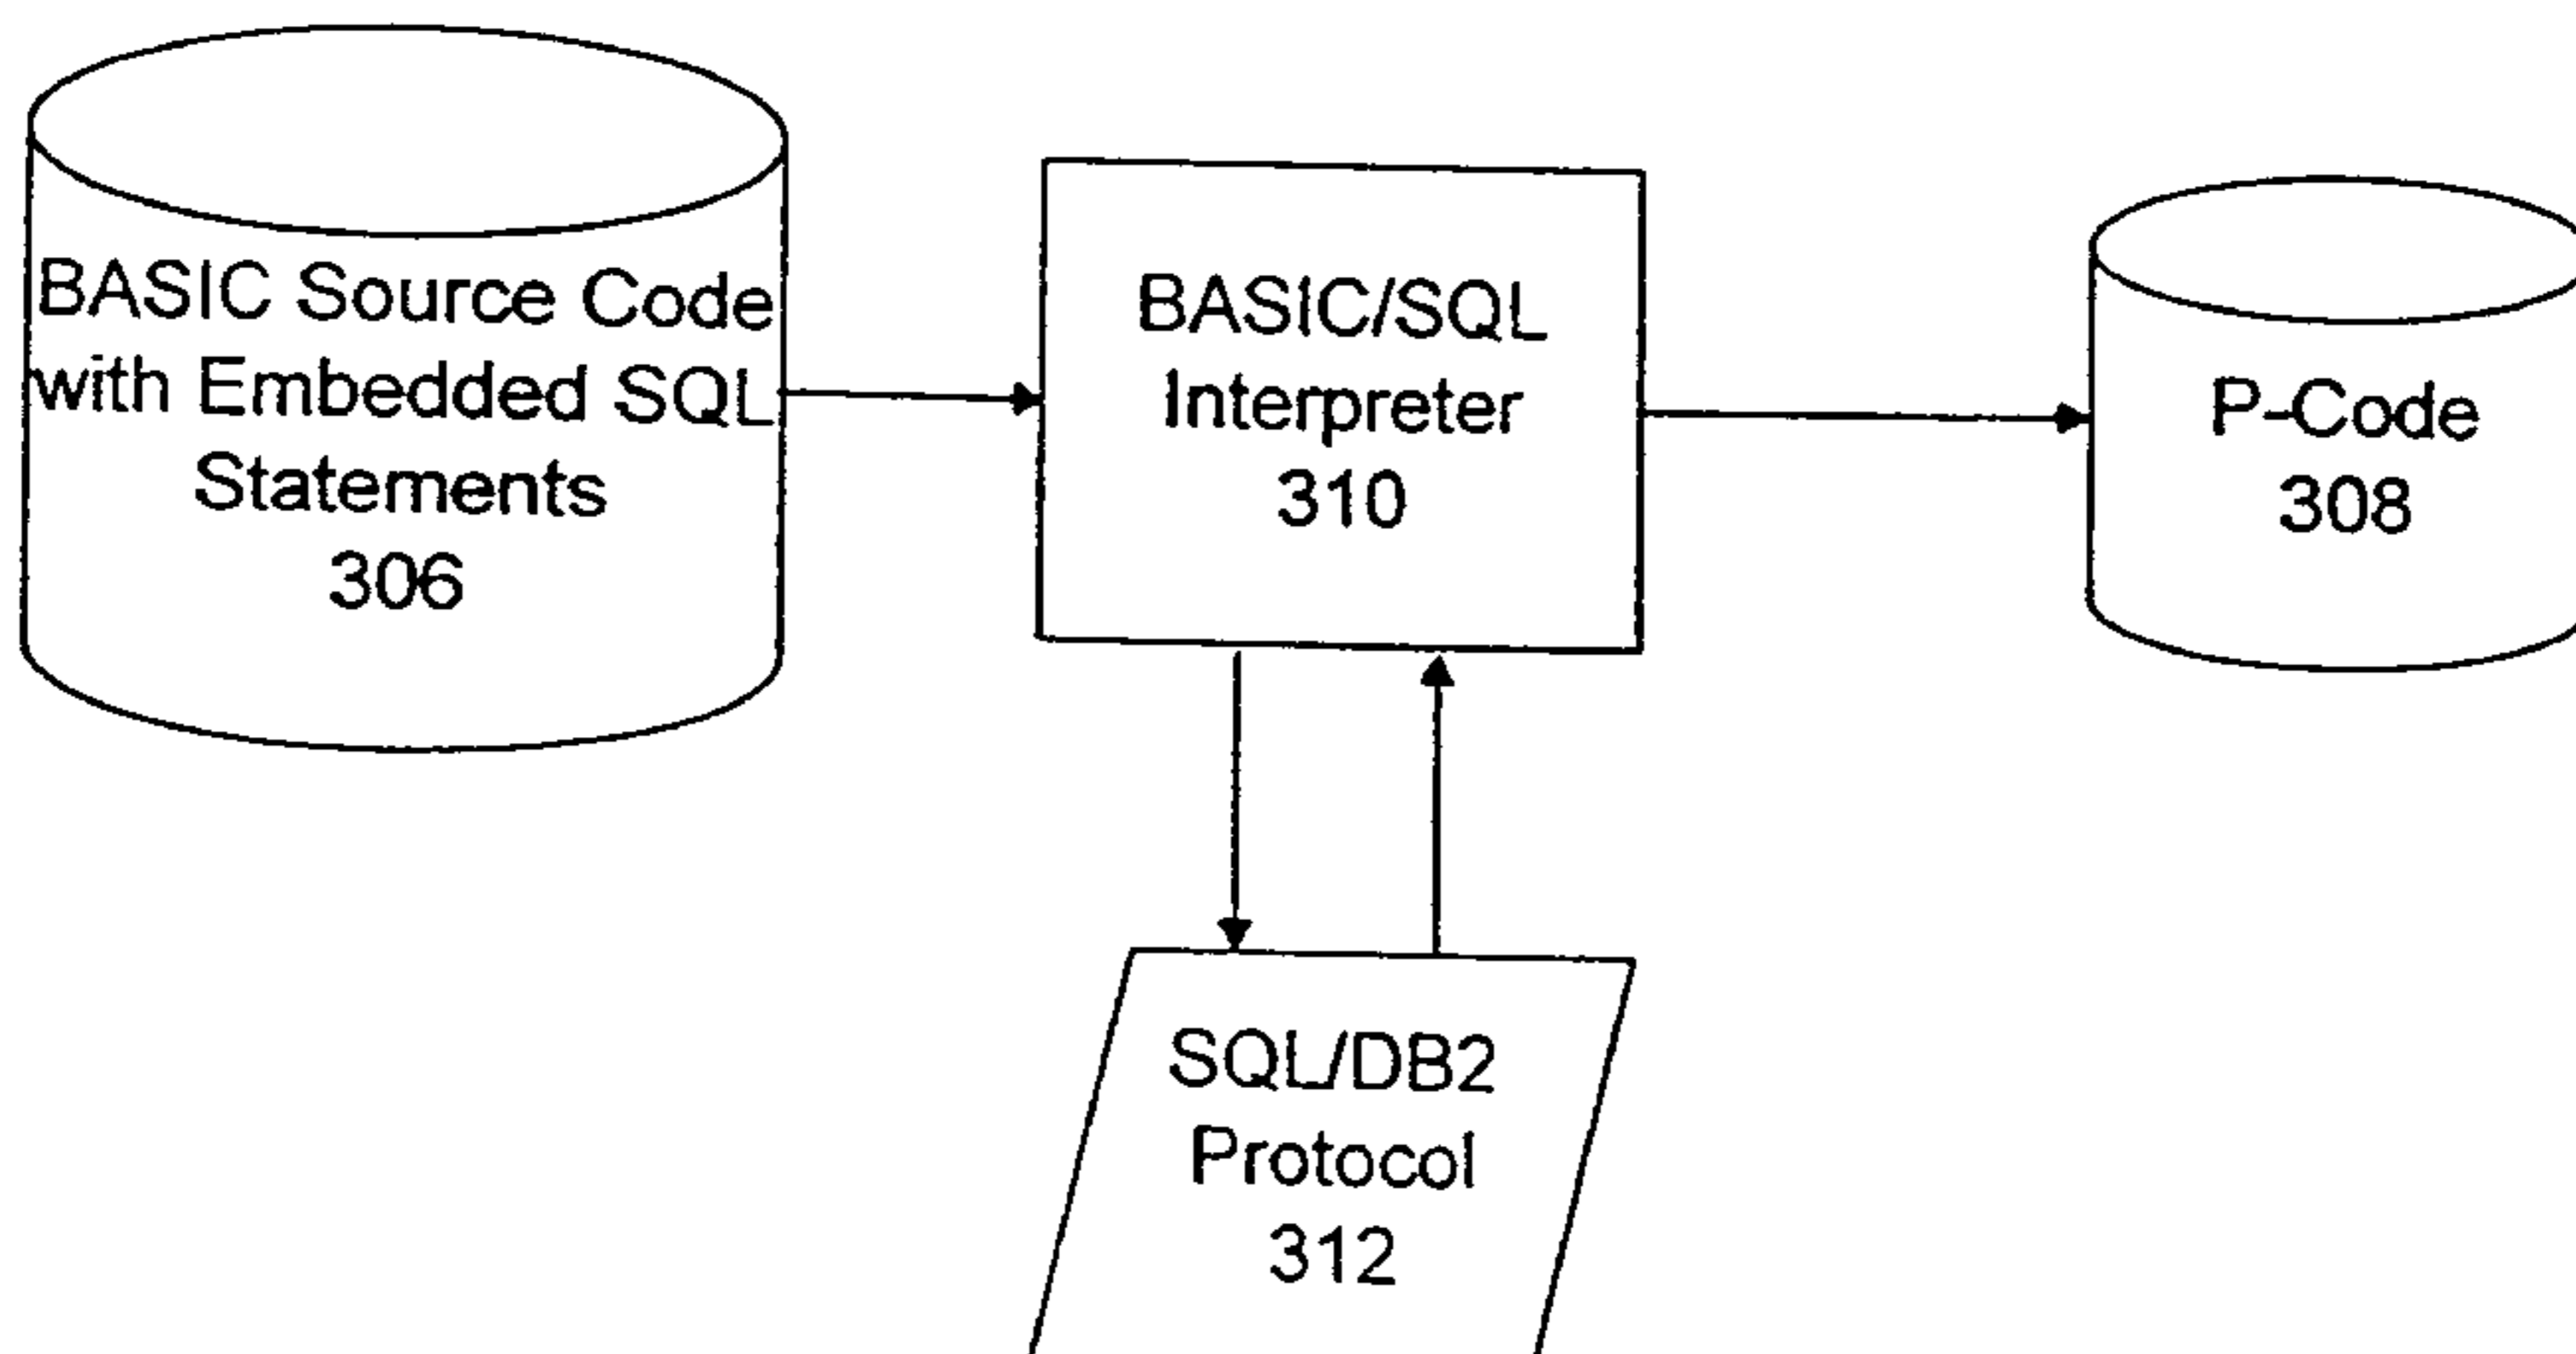 BASIC Source Code
with Embedded SQL
Statements
306
BASIC/SQL
Interpreter
310
P-Code
308
SQL/DB2
Protocol
312